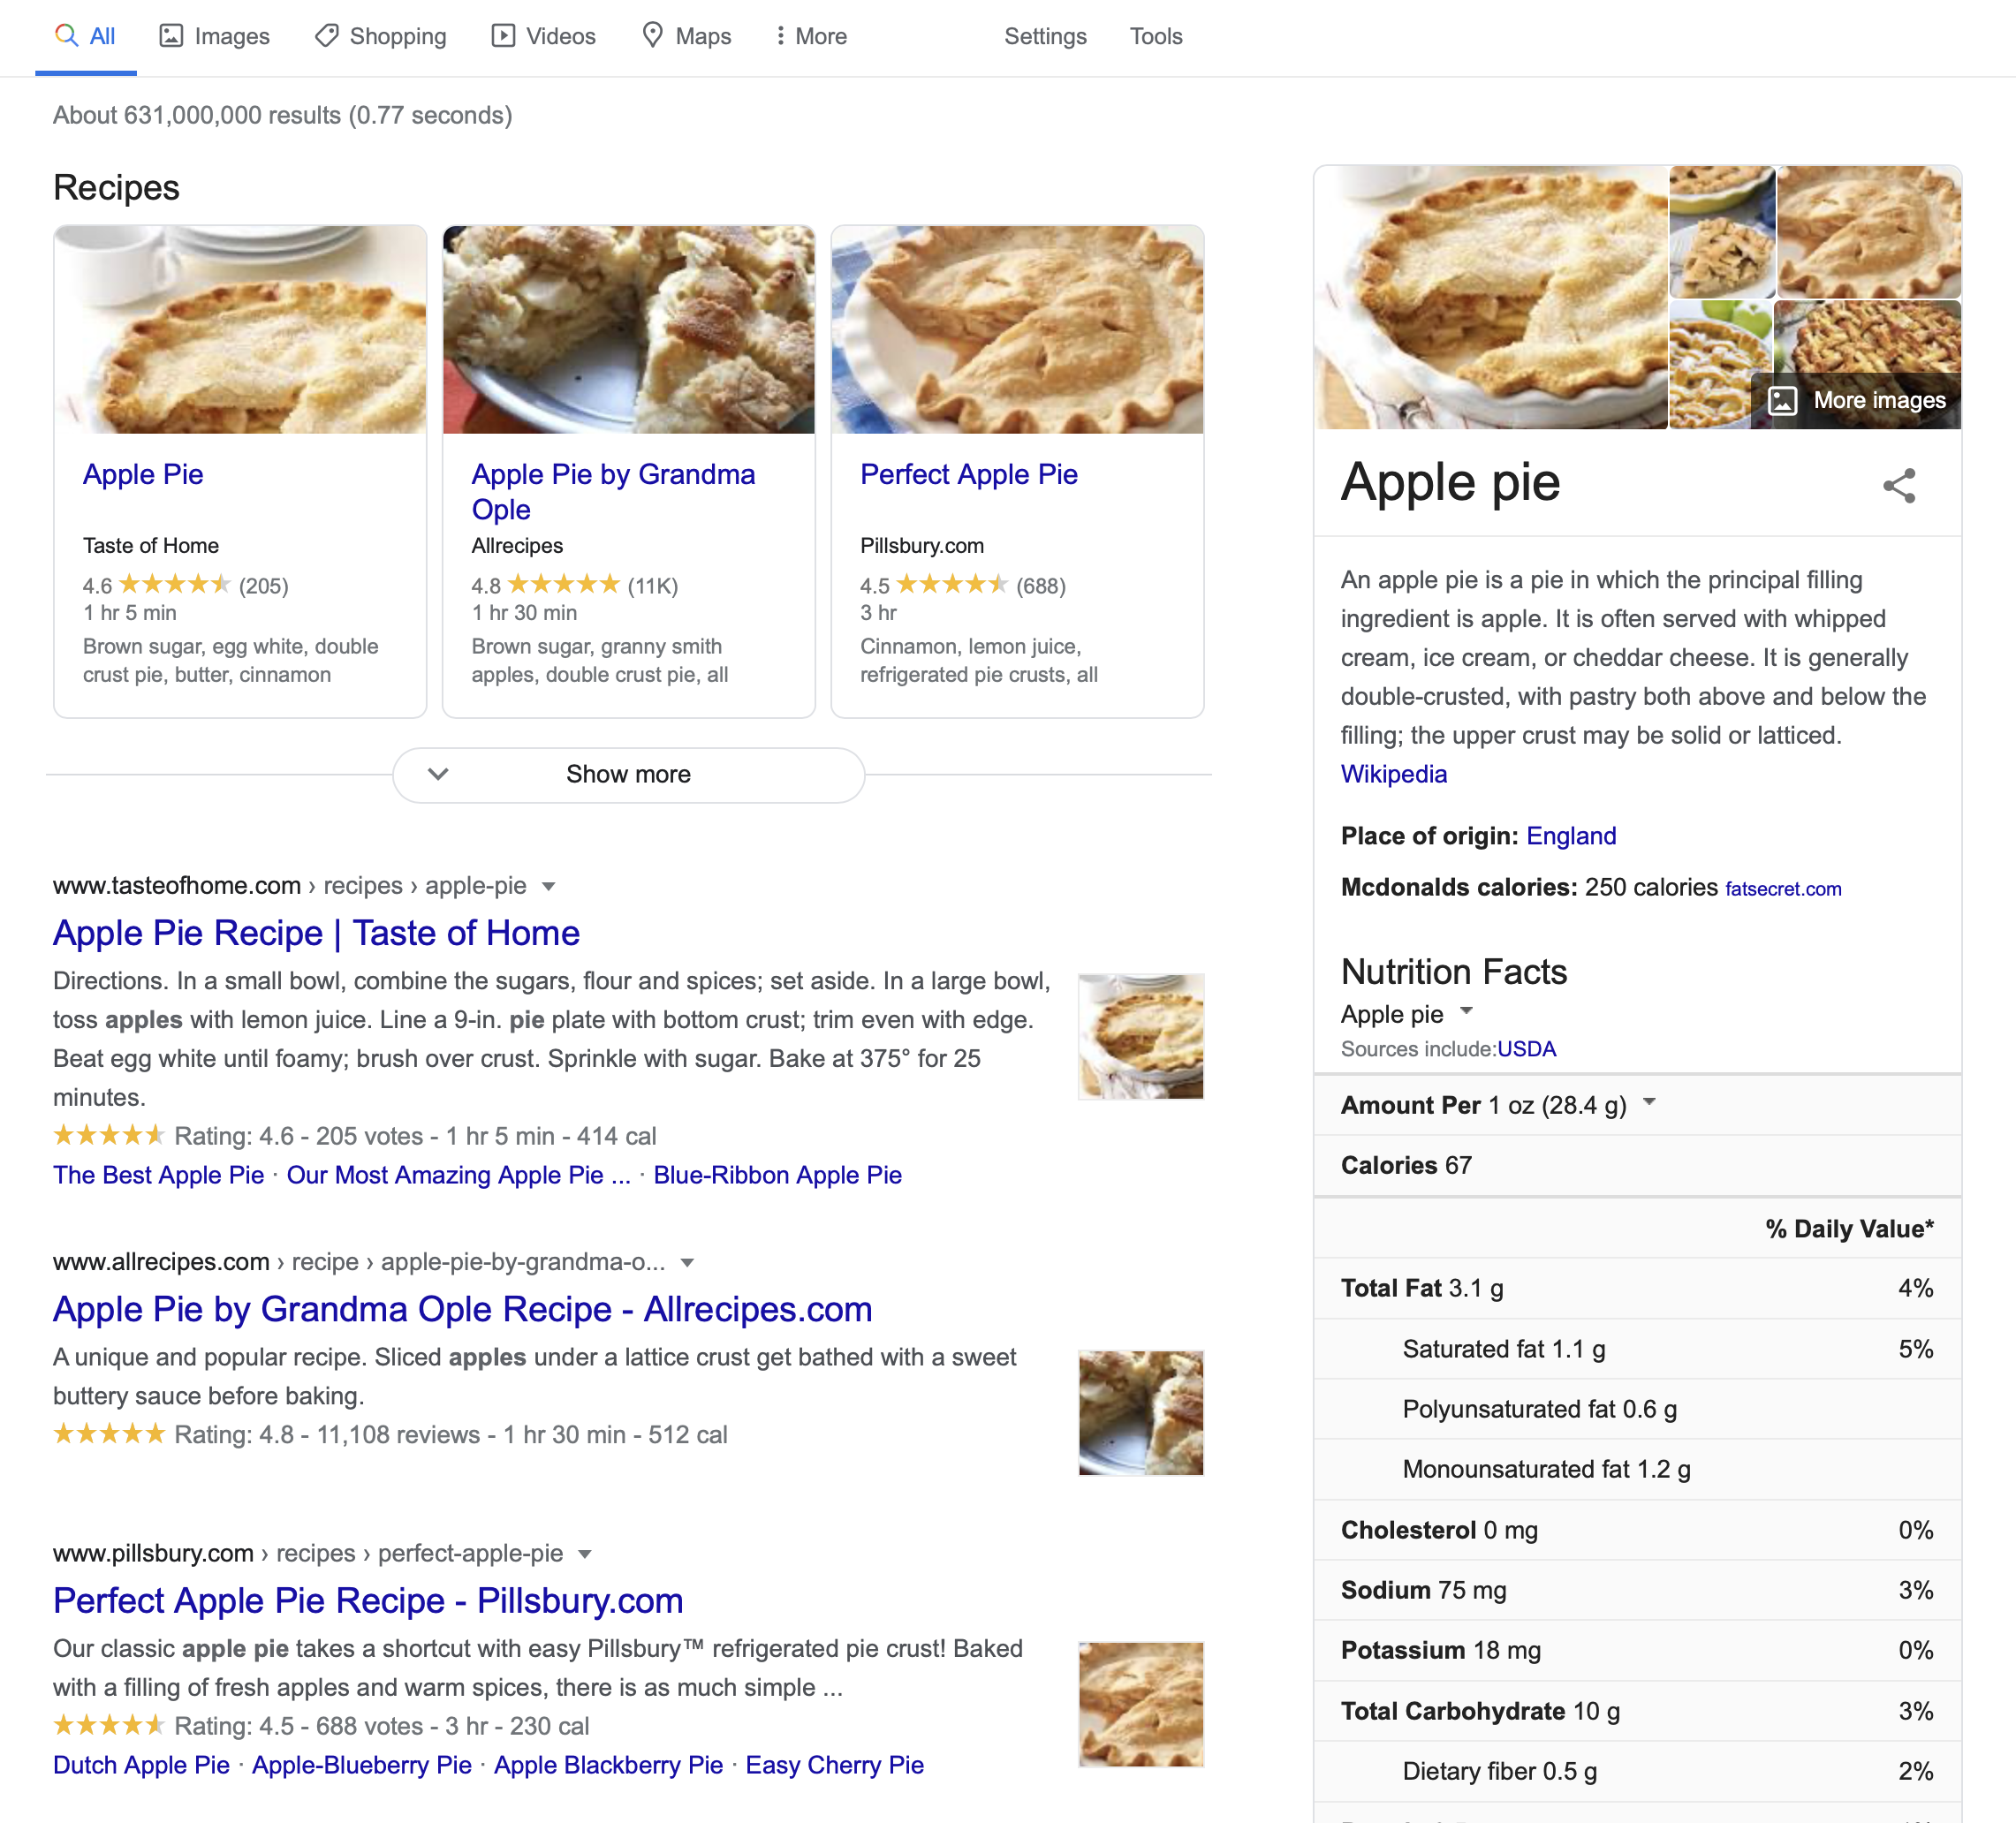 All
Images
Shopping
Videos
Maps
More
Settings
Tools
About 631,000,000 results (0.77 seconds)
Recipes
Apple Pie
Taste of Home
4.6 (205)
1 hr 5 min
Brown sugar, egg white, double
crust pie, butter, cinnamon
Apple Pie by Grandma
Ople
Allrecipes
4.8 (11K)
1 hr 30 min
Brown sugar, granny smith
apples, double crust pie, all
Perfect Apple Pie
Pillsbury.com
4.5 (688)
3 hr
Cinnamon, lemon juice,
refrigerated pie crusts, all
Show more
www.tasteofhome.com › recipes › apple-pie
Apple Pie Recipe | Taste of Home
Directions. In a small bowl, combine the sugars, flour and spices; set aside. In a large bowl,
toss apples with lemon juice. Line a 9-in. pie plate with bottom crust; trim even with edge.
Beat egg white until foamy; brush over crust. Sprinkle with sugar. Bake at 375° for 25
minutes.
Rating: 4.6 - 205 votes - 1 hr 5 min - 414 cal
The Best Apple Pie · Our Most Amazing Apple Pie ... · Blue-Ribbon Apple Pie
www.allrecipes.com › recipe › apple-pie-by-grandma-o...
Apple Pie by Grandma Ople Recipe - Allrecipes.com
A unique and popular recipe. Sliced apples under a lattice crust get bathed with a sweet
buttery sauce before baking.
Rating: 4.8 - 11,108 reviews - 1 hr 30 min - 512 cal
www.pillsbury.com › recipes › perfect-apple-pie
Perfect Apple Pie Recipe - Pillsbury.com
Our classic apple pie takes a shortcut with easy Pillsbury™ refrigerated pie crust! Baked
with a filling of fresh apples and warm spices, there is as much simple ...
Rating: 4.5 - 688 votes - 3 hr - 230 cal
Dutch Apple Pie · Apple-Blueberry Pie · Apple Blackberry Pie · Easy Cherry Pie
More images
Apple pie
An apple pie is a pie in which the principal filling
ingredient is apple. It is often served with whipped
cream, ice cream, or cheddar cheese. It is generally
double-crusted, with pastry both above and below the
filling; the upper crust may be solid or latticed.
Wikipedia
Place of origin: England
Mcdonalds calories: 250 calories fatsecret.com
Nutrition Facts
Apple pie
Sources include:USDA
Amount Per 1 oz (28.4 g)
Calories 67
% Daily Value*
Total Fat 3.1 g 4%
Saturated fat 1.1 g 5%
Polyunsaturated fat 0.6 g
Monounsaturated fat 1.2 g
Cholesterol 0 mg 0%
Sodium 75 mg 3%
Potassium 18 mg 0%
Total Carbohydrate 10 g 3%
Dietary fiber 0.5 g 2%